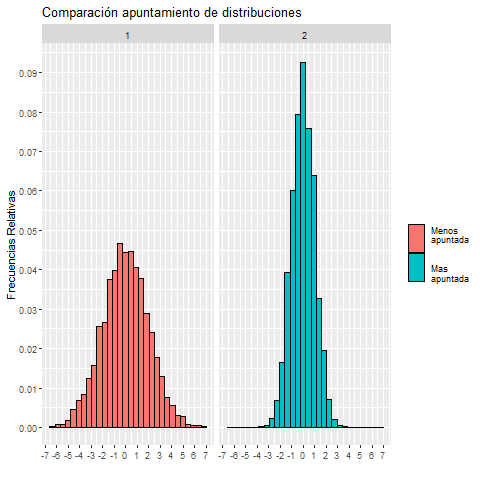 Comparación apuntamiento de distribuciones
1 2
Frecuencias Relativas
0.09
0.08
0.07
0.06
0.05
0.04
0.03
0.02
0.01
0.00
-7 -6 -5 -4 -3 -2 -1 0 1 2 3 4 5 6 7
-7 -6 -5 -4 -3 -2 -1 0 1 2 3 4 5 6 7
Menos
apuntada
Mas
apuntada